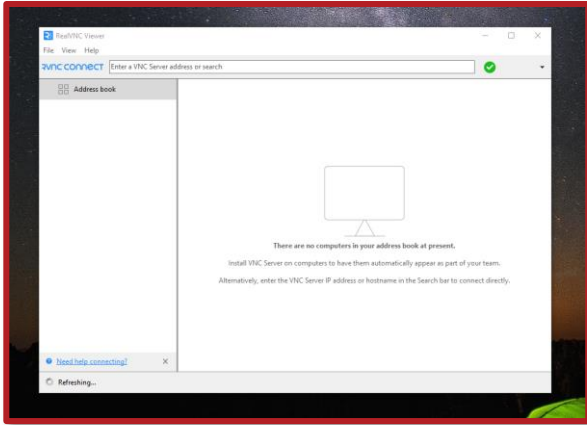 RealVNC Viewer
File View Help
VNC CONNECT Enter a VNC Server address or search
Address book
There are no computers in your address book at present.
Install VNC Server on computers to have them automatically appear as part of your team.
Alternatively, enter the VNC Server IP address or hostname in the Search bar to connect directly.
Need help connecting?
Refreshing...